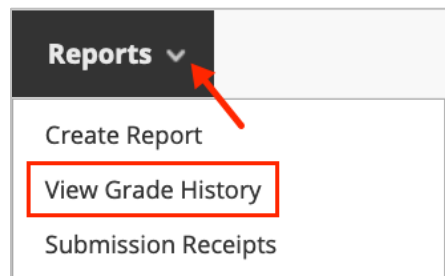 Reports
Create Report
View Grade History
Submission Receipts